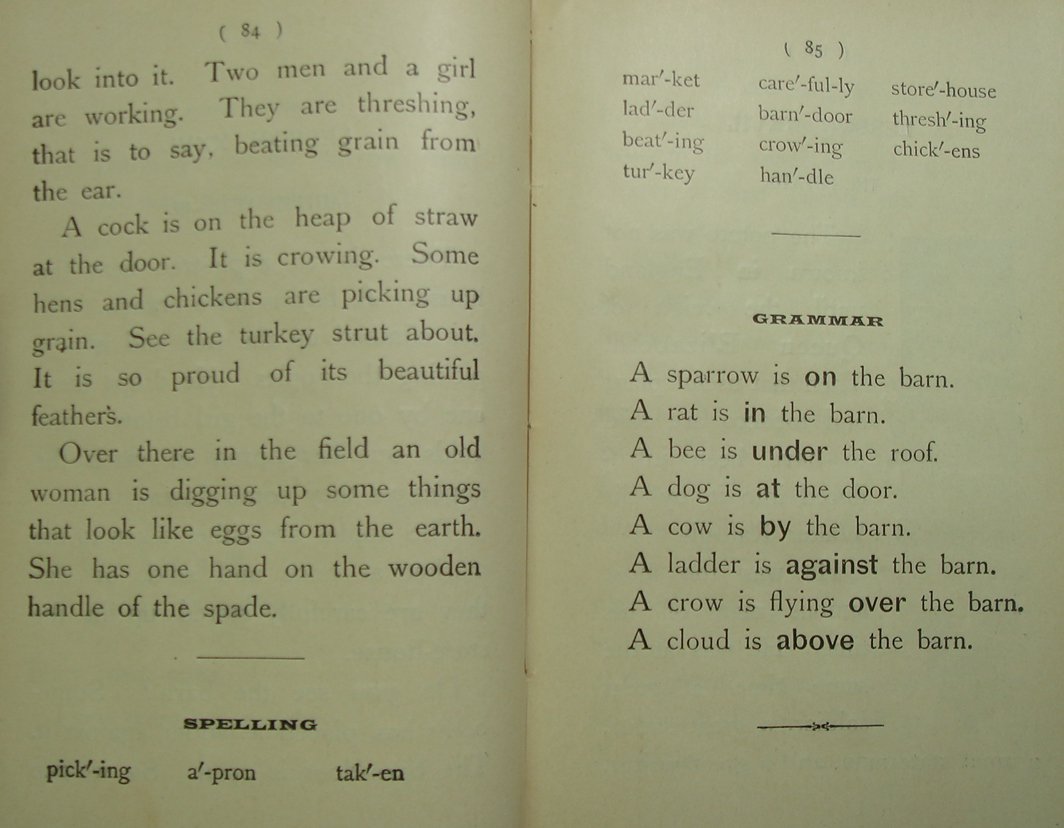 ( 84 )
look into it. Two men and a girl
are working. They are threshing,
that is to say, beating grain from
the ear.
A cock is on the heap of straw
at the door. It is crowing. Some
hens and chickens are picking up
grain. See the turkey strut about.
It is so proud of its beautiful
feathers.
Over there in the field an old
woman is digging up some things
that look like eggs from the earth.
She has one hand on the wooden
handle of the spade.
SPELLING
pick′-ing a′-pron tak′-en
( 85 )
mar′-ket care′-ful-ly store′-house
lad′-der barn′-door thresh′-ing
beat′-ing crow′-ing chick′-ens
tur′-key han′-dle
GRAMMAR
A sparrow is on the barn.
A rat is in the barn.
A bee is under the roof.
A dog is at the door.
A cow is by the barn.
A ladder is against the barn.
A crow is flying over the barn.
A cloud is above the barn.